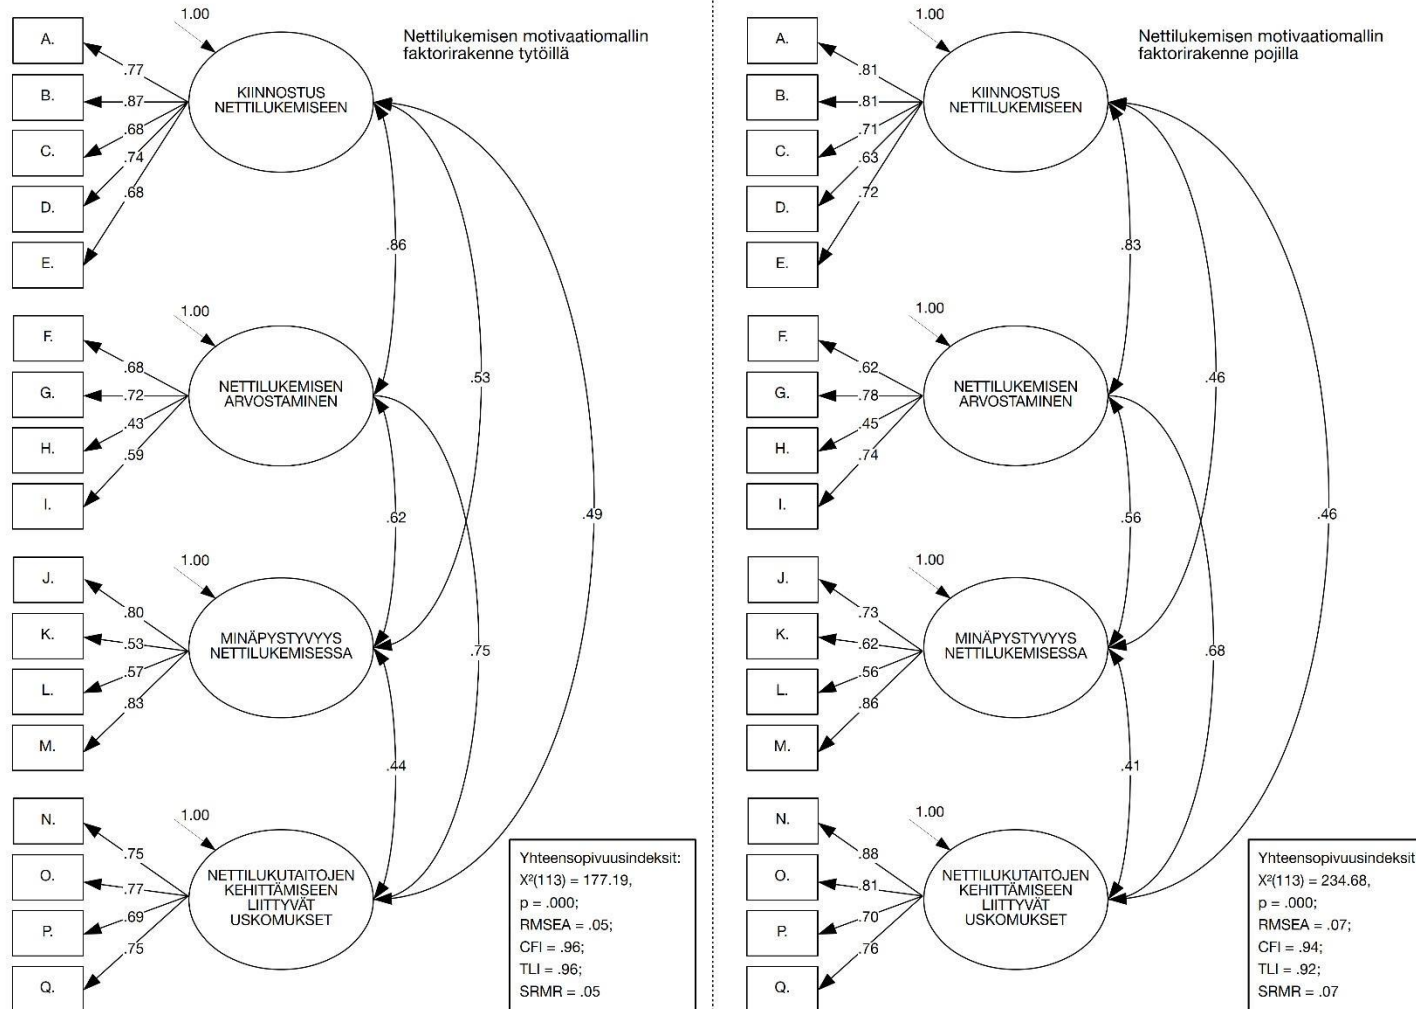 Nettilukemisen motivaatiomallin
faktorirakenne tytöillä
1.00
A.
B.
C.
D.
E.
.77
.87
.68
.74
.68
KIINNOSTUS
NETTILUKEMISEEN
.86
.53
.49
1.00
F.
G.
H.
I.
.68
.72
.43
.59
NETTILUKEMISEN
ARVOSTAMINEN
.62
.75
1.00
J.
K.
L.
M.
.80
.53
.57
.83
MINÄPYSTYVYYS
NETTILUKEMISESSA
.44
1.00
N.
O.
P.
Q.
.75
.77
.69
.75
NETTILUKUTAITOJEN
KEHITTÄMISEEN
LIITTYVÄT
USKOMUKSET
Yhteensopivuusindeksit:
X²(113) = 177.19,
p = .000;
RMSEA = .05;
CFI = .96;
TLI = .96;
SRMR = .05
Nettilukemisen motivaatiomallin
faktorirakenne pojilla
1.00
A.
B.
C.
D.
E.
.81
.81
.71
.63
.72
KIINNOSTUS
NETTILUKEMISEEN
.83
.46
.46
1.00
F.
G.
H.
I.
.62
.78
.45
.74
NETTILUKEMISEN
ARVOSTAMINEN
.56
.68
1.00
J.
K.
L.
M.
.73
.62
.56
.86
MINÄPYSTYVYYS
NETTILUKEMISESSA
.41
1.00
N.
O.
P.
Q.
.88
.81
.70
.76
NETTILUKUTAITOJEN
KEHITTÄMISEEN
LIITTYVÄT
USKOMUKSET
Yhteensopivuusindeksit
X²(113) = 234.68,
p = .000;
RMSEA = .07;
CFI = .94;
TLI = .92;
SRMR = .07